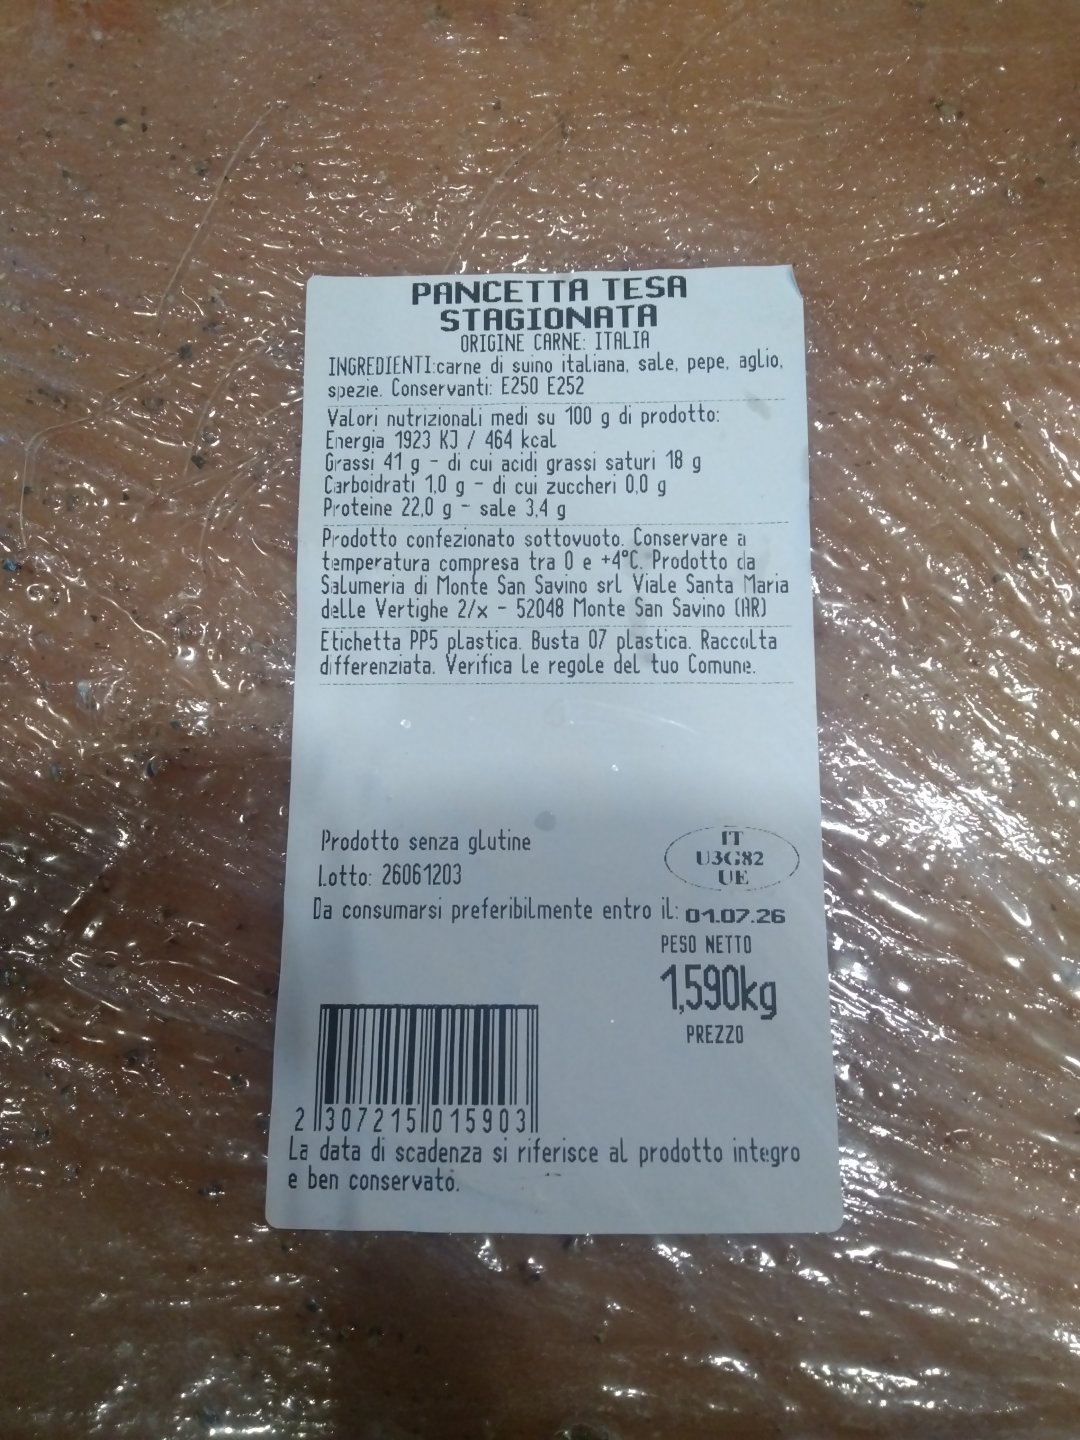 PANCETTA TESA
STAGIONATA
ORIGINE CARNE: ITALIA
INGREDIENTI:carne di suino italiana, sale, pepe, aglio,
spezie. Conservanti: E250 E252
Valori nutrizionali medi su 100 g di prodotto:
Energia 1923 KJ / 464 kcal
Grassi 41 g - di cui acidi grassi saturi 18 g
Carboidrati 1,0 g - di cui zuccheri 0,0 g
Proteine 22,0 g - sale 3,4 g
Prodotto confezionato sottovuoto. Conservare a
temperatura compresa tra 0 e +4°C. Prodotto da
Salumeria di Monte San Savino srl Viale Santa Maria
delle Vertighe 2/x - 52048 Monte San Savino (AR)
Etichetta PP5 plastica. Busta 07 plastica. Raccolta
differenziata. Verifica le regole del tuo Comune.
Prodotto senza glutine
IT
U3G82
UE
Lotto: 26061203
Da consumarsi preferibilmente entro il: 01.07.26
PESO NETTO
1,590kg
PREZZO
2 307215 015903
La data di scadenza si riferisce al prodotto integro
e ben conservato.